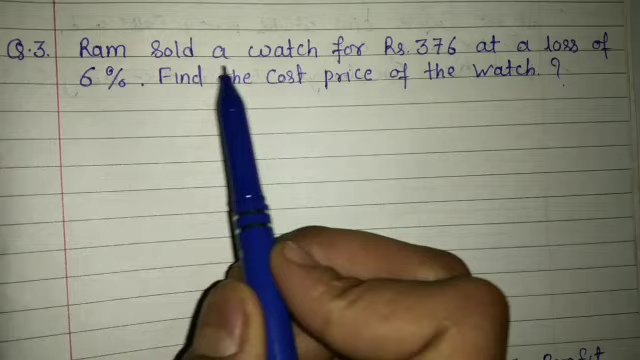 Q.3. Ram Sold a watch for Rs.376 at a loss of
6%. Find the Cost price of the watch ?